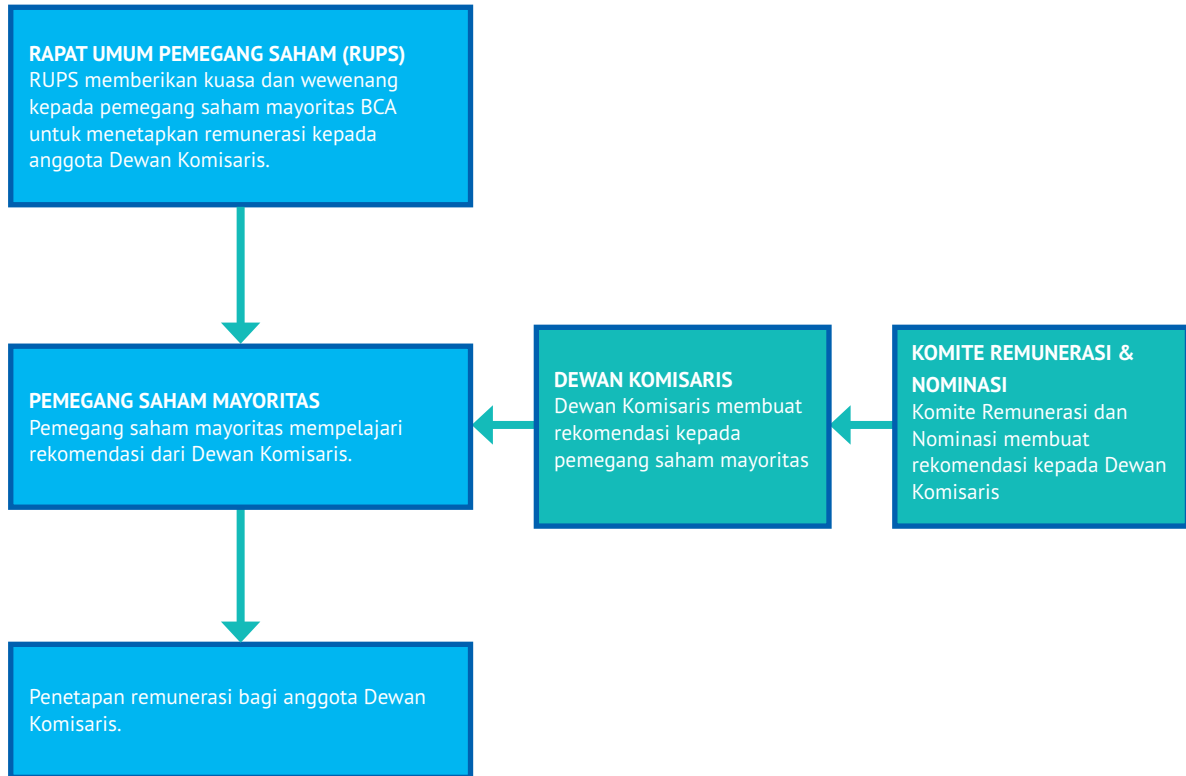 RAPAT UMUM PEMEGANG SAHAM (RUPS)
RUPS memberikan kuasa dan wewenang
kepada pemegang saham mayoritas BCA
untuk menetapkan remunerasi kepada
anggota Dewan Komisaris.
PEMEGANG SAHAM MAYORITAS
Pemegang saham mayoritas mempelajari
rekomendasi dari Dewan Komisaris.
DEWAN KOMISARIS
Dewan Komisaris membuat
rekomendasi kepada
pemegang saham mayoritas
KOMITE REMUNERASI &
NOMINASI
Komite Remunerasi dan
Nominasi membuat
rekomendasi kepada Dewan
Komisaris
Penetapan remunerasi bagi anggota Dewan
Komisaris.